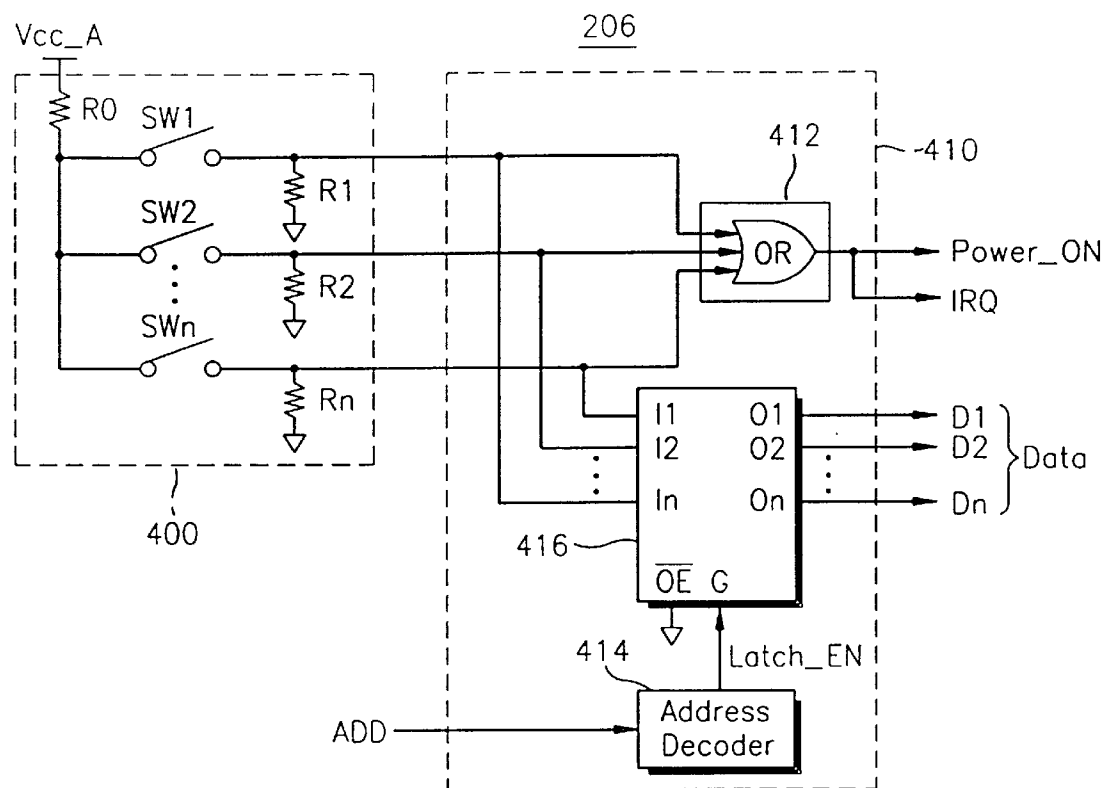 206
Vcc_A
R0
SW1
R1
SW2
R2
SWn
Rn
400
410
412
OR
Power_ON
IRQ
I1 O1
I2 O2
In On
OE G
416
D1
D2
Dn
Data
Latch_EN
414
Address
Decoder
ADD